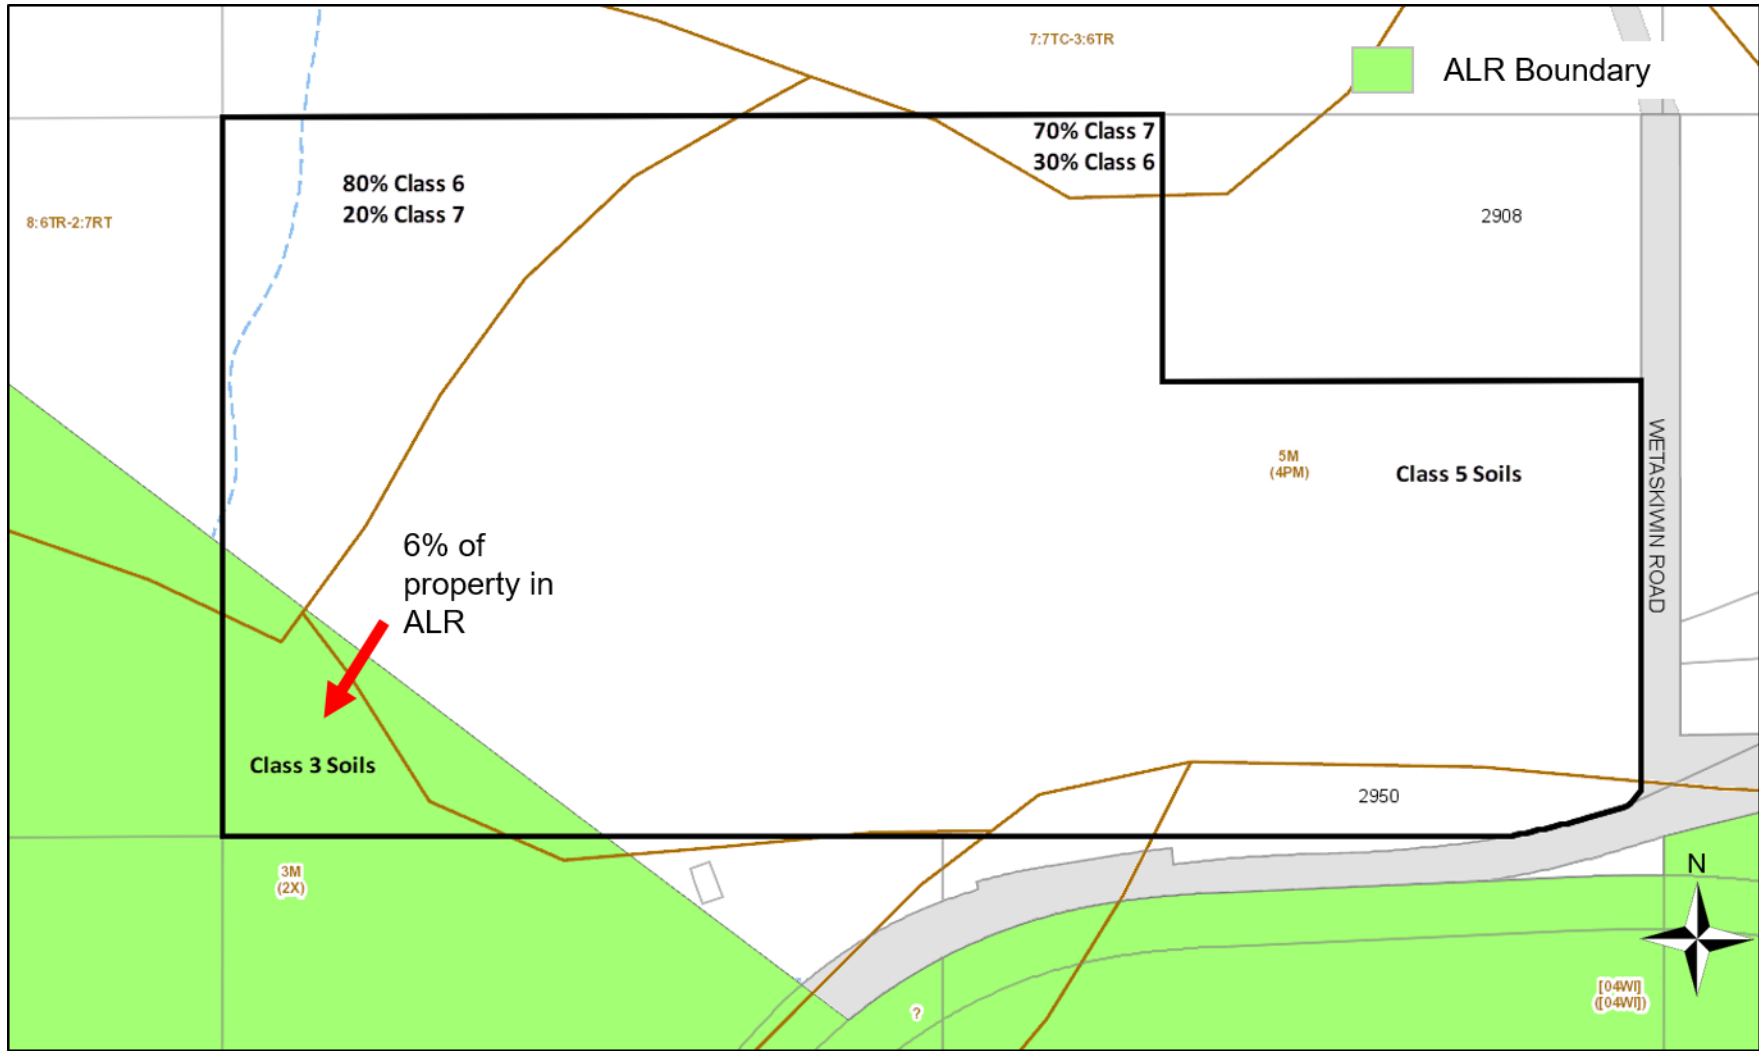 7:7TC-3:6TR
ALR Boundary
70% Class 7
30% Class 6
80% Class 6
20% Class 7
8:6TR-2:7RT
2908
5M
(4PM)
Class 5 Soils
WETASKIWIN ROAD
6% of
property in
ALR
Class 3 Soils
2950
3M
(2X)
N
[04WI]
([04WI])
?